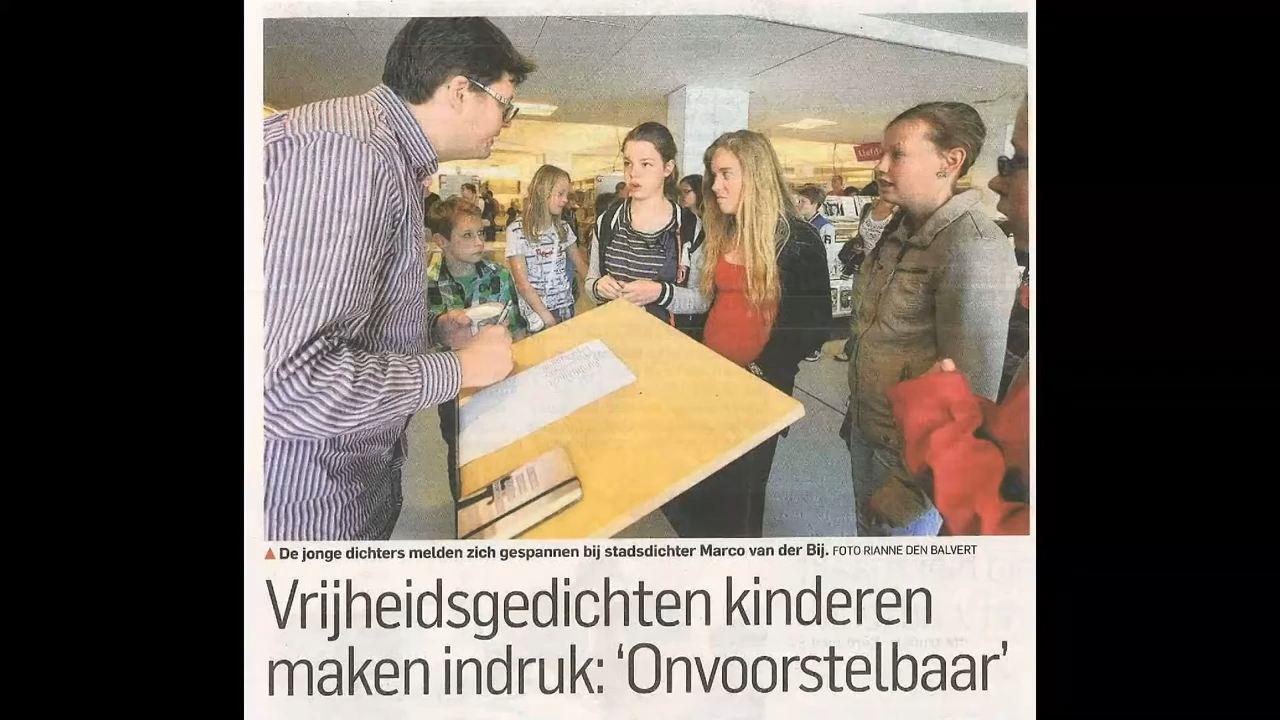 Liefde
▲ De jonge dichters melden zich gespannen bij stadsdichter Marco van der Bij. FOTO RIANNE DEN BALVERT
Vrijheidsgedichten kinderen
maken indruk: ‘Onvoorstelbaar’